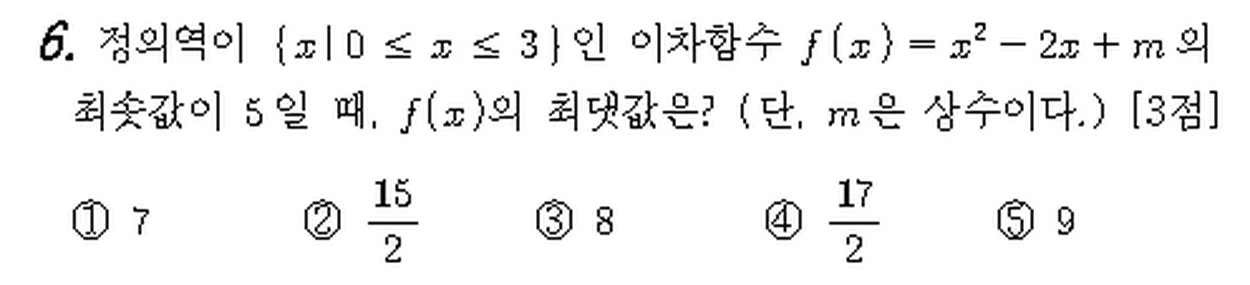 6. 정의역이 {x | 0 ≤ x ≤ 3}인 이차함수 f(x) = x² − 2x + m의
최솟값이 5일 때, f(x)의 최댓값은? (단, m은 상수이다.) [3점]
① 7 ② 15/2 ③ 8 ④ 17/2 ⑤ 9